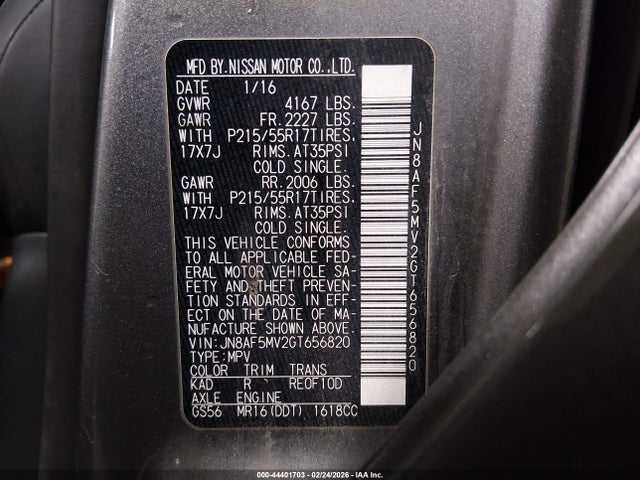 MFD BY.NISSAN MOTOR CO.,LTD.
DATE 1/16
GVWR 4167 LBS.
GAWR FR. 2227 LBS.
WITH P215/55R17TIRES,
17X7J RIMS.AT35PSI
COLD SINGLE.
GAWR RR. 2006 LBS.
WITH P215/55R17TIRES,
17X7J RIMS.AT35PSI
COLD SINGLE.
THIS VEHICLE CONFORMS
TO ALL APPLICABLE FED-
ERAL MOTOR VEHICLE SA-
FETY AND THEFT PREVEN-
TION STANDARDS IN EFF-
ECT ON THE DATE OF MA-
NUFACTURE SHOWN ABOVE.
VIN:JN8AF5MV2GT656820
TYPE:MPV
COLOR TRIM TRANS
KAD R RE0F10D
AXLE ENGINE
GS56 MR16(DDT) 1618CC
JN8AF5MV2GT656820
000-44401703 - 02/24/2026 - IAA Inc.